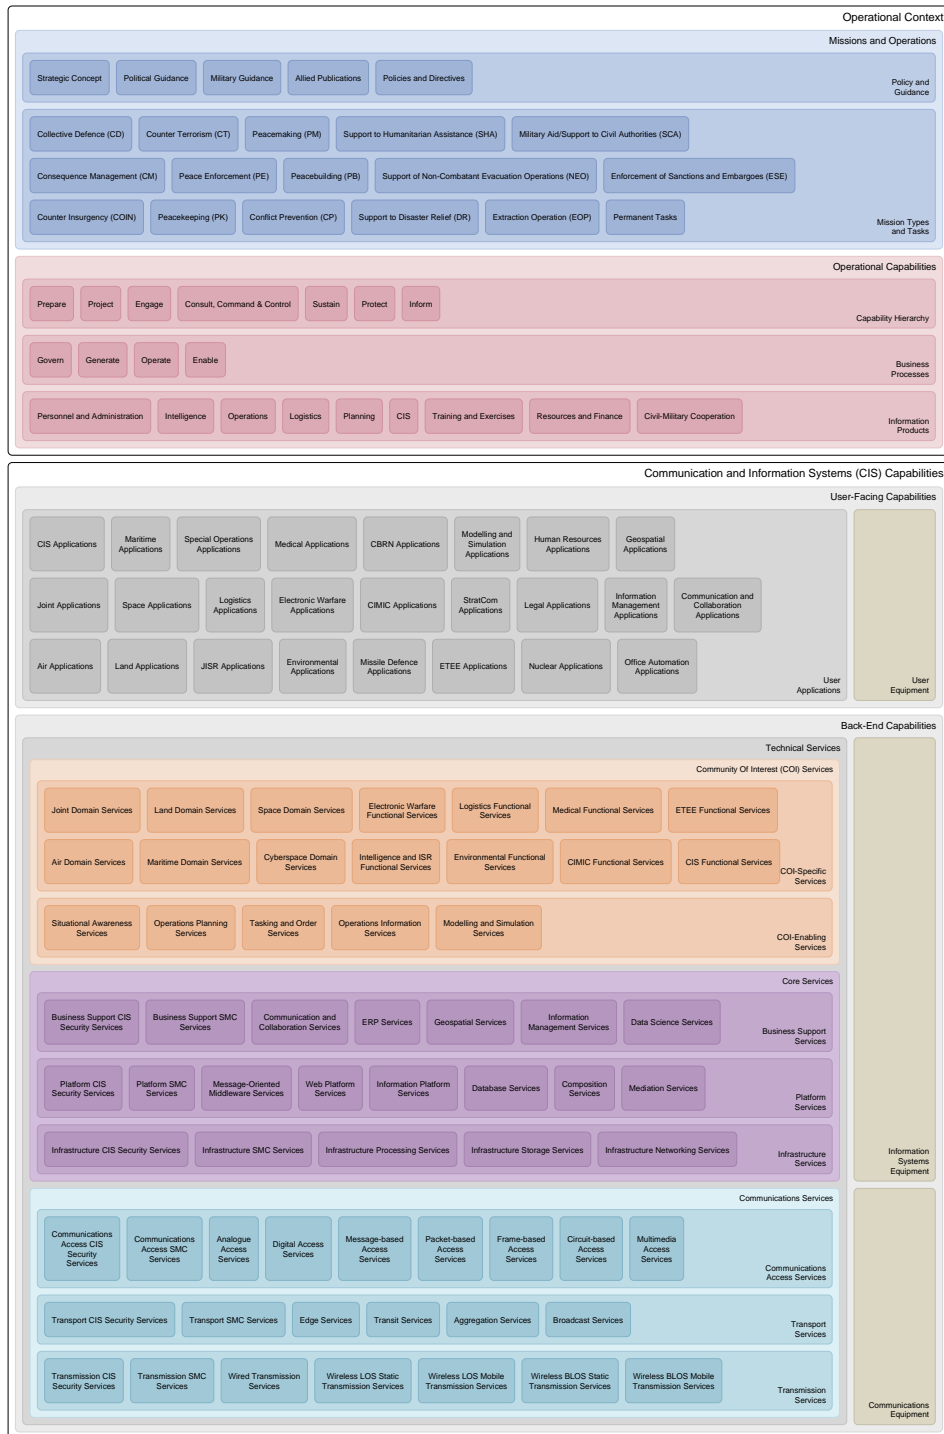 Operational Context
Missions and Operations
Strategic Concept
Political Guidance
Military Guidance
Allied Publications
Policies and Directives
Policy and
Guidance
Collective Defence (CD)
Counter Terrorism (CT)
Peacemaking (PM)
Support to Humanitarian Assistance (SHA)
Military Aid/Support to Civil Authorities (SCA)
Consequence Management (CM)
Peace Enforcement (PE)
Peacebuilding (PB)
Support of Non-Combatant Evacuation Operations (NEO)
Enforcement of Sanctions and Embargoes (ESE)
Counter Insurgency (COIN)
Peacekeeping (PK)
Conflict Prevention (CP)
Support to Disaster Relief (DR)
Extraction Operation (EOP)
Permanent Tasks
Mission Types
and Tasks
Operational Capabilities
Prepare
Project
Engage
Consult, Command & Control
Sustain
Protect
Inform
Capability Hierarchy
Govern
Generate
Operate
Enable
Business
Processes
Personnel and Administration
Intelligence
Operations
Logistics
Planning
CIS
Training and Exercises
Resources and Finance
Civil-Military Cooperation
Information
Products
Communication and Information Systems (CIS) Capabilities
User-Facing Capabilities
CIS Applications
Maritime
Applications
Special Operations
Applications
Medical Applications
CBRN Applications
Modelling and
Simulation
Applications
Human Resources
Applications
Geospatial
Applications
Joint Applications
Space Applications
Logistics
Applications
Electronic Warfare
Applications
CIMIC Applications
StratCom
Applications
Legal Applications
Information
Management
Applications
Communication and
Collaboration
Applications
Air Applications
Land Applications
JISR Applications
Environmental
Applications
Missile Defence
Applications
ETEE Applications
Nuclear Applications
Office Automation
Applications
User
Applications
User
Equipment
Back-End Capabilities
Technical Services
Community Of Interest (COI) Services
Joint Domain Services
Land Domain Services
Space Domain Services
Electronic Warfare
Functional Services
Logistics Functional
Services
Medical Functional Services
ETEE Functional Services
Air Domain Services
Maritime Domain Services
Cyberspace Domain
Services
Intelligence and ISR
Functional Services
Environmental Functional
Services
CIMIC Functional Services
CIS Functional Services
COI-Specific
Services
Situational Awareness
Services
Operations Planning
Services
Tasking and Order
Services
Operations Information
Services
Modelling and Simulation
Services
COI-Enabling
Services
Core Services
Business Support CIS
Security Services
Business Support SMC
Services
Communication and
Collaboration Services
ERP Services
Geospatial Services
Information
Management Services
Data Science Services
Business Support
Services
Platform CIS
Security Services
Platform SMC
Services
Message-Oriented
Middleware Services
Web Platform
Services
Information Platform
Services
Database Services
Composition
Services
Mediation Services
Platform
Services
Infrastructure CIS Security Services
Infrastructure SMC Services
Infrastructure Processing Services
Infrastructure Storage Services
Infrastructure Networking Services
Infrastructure
Services
Information
Systems
Equipment
Communications Services
Communications
Access CIS
Security
Services
Communications
Access SMC
Services
Analogue
Access
Services
Digital Access
Services
Message-based
Access
Services
Packet-based
Access
Services
Frame-based
Access
Services
Circuit-based
Access
Services
Multimedia
Access
Services
Communications
Access Services
Transport CIS Security Services
Transport SMC Services
Edge Services
Transit Services
Aggregation Services
Broadcast Services
Transport
Services
Transmission CIS
Security Services
Transmission SMC
Services
Wired Transmission
Services
Wireless LOS Static
Transmission Services
Wireless LOS Mobile
Transmission Services
Wireless BLOS Static
Transmission Services
Wireless BLOS Mobile
Transmission Services
Transmission
Services
Communications
Equipment